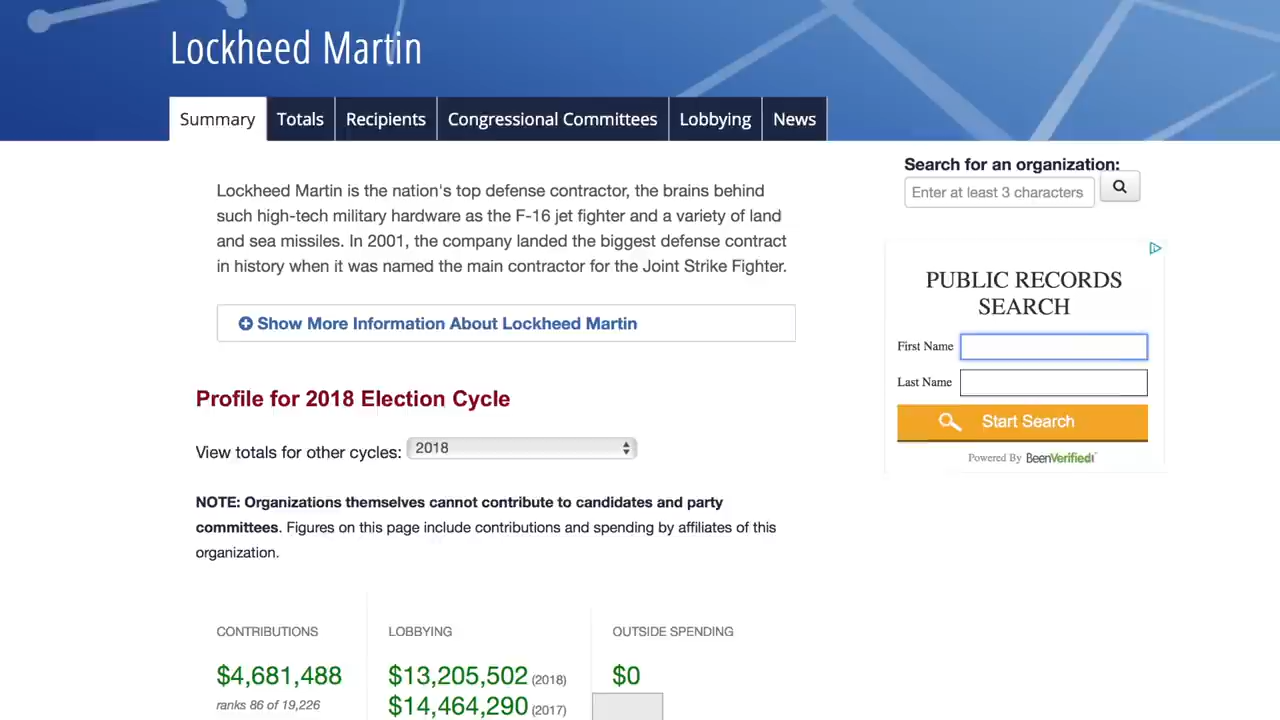 Lockheed Martin
Summary Totals Recipients Congressional Committees Lobbying News
Lockheed Martin is the nation's top defense contractor, the brains behind
such high-tech military hardware as the F-16 jet fighter and a variety of land
and sea missiles. In 2001, the company landed the biggest defense contract
in history when it was named the main contractor for the Joint Strike Fighter.
Show More Information About Lockheed Martin
Profile for 2018 Election Cycle
View totals for other cycles: 2018
NOTE: Organizations themselves cannot contribute to candidates and party
committees. Figures on this page include contributions and spending by affiliates of this
organization.
CONTRIBUTIONS
$4,681,488
ranks 86 of 19,226
LOBBYING
$13,205,502 (2018)
$14,464,290 (2017)
OUTSIDE SPENDING
$0
Search for an organization:
Enter at least 3 characters
PUBLIC RECORDS
SEARCH
First Name
Last Name
Start Search
Powered By BeenVerified